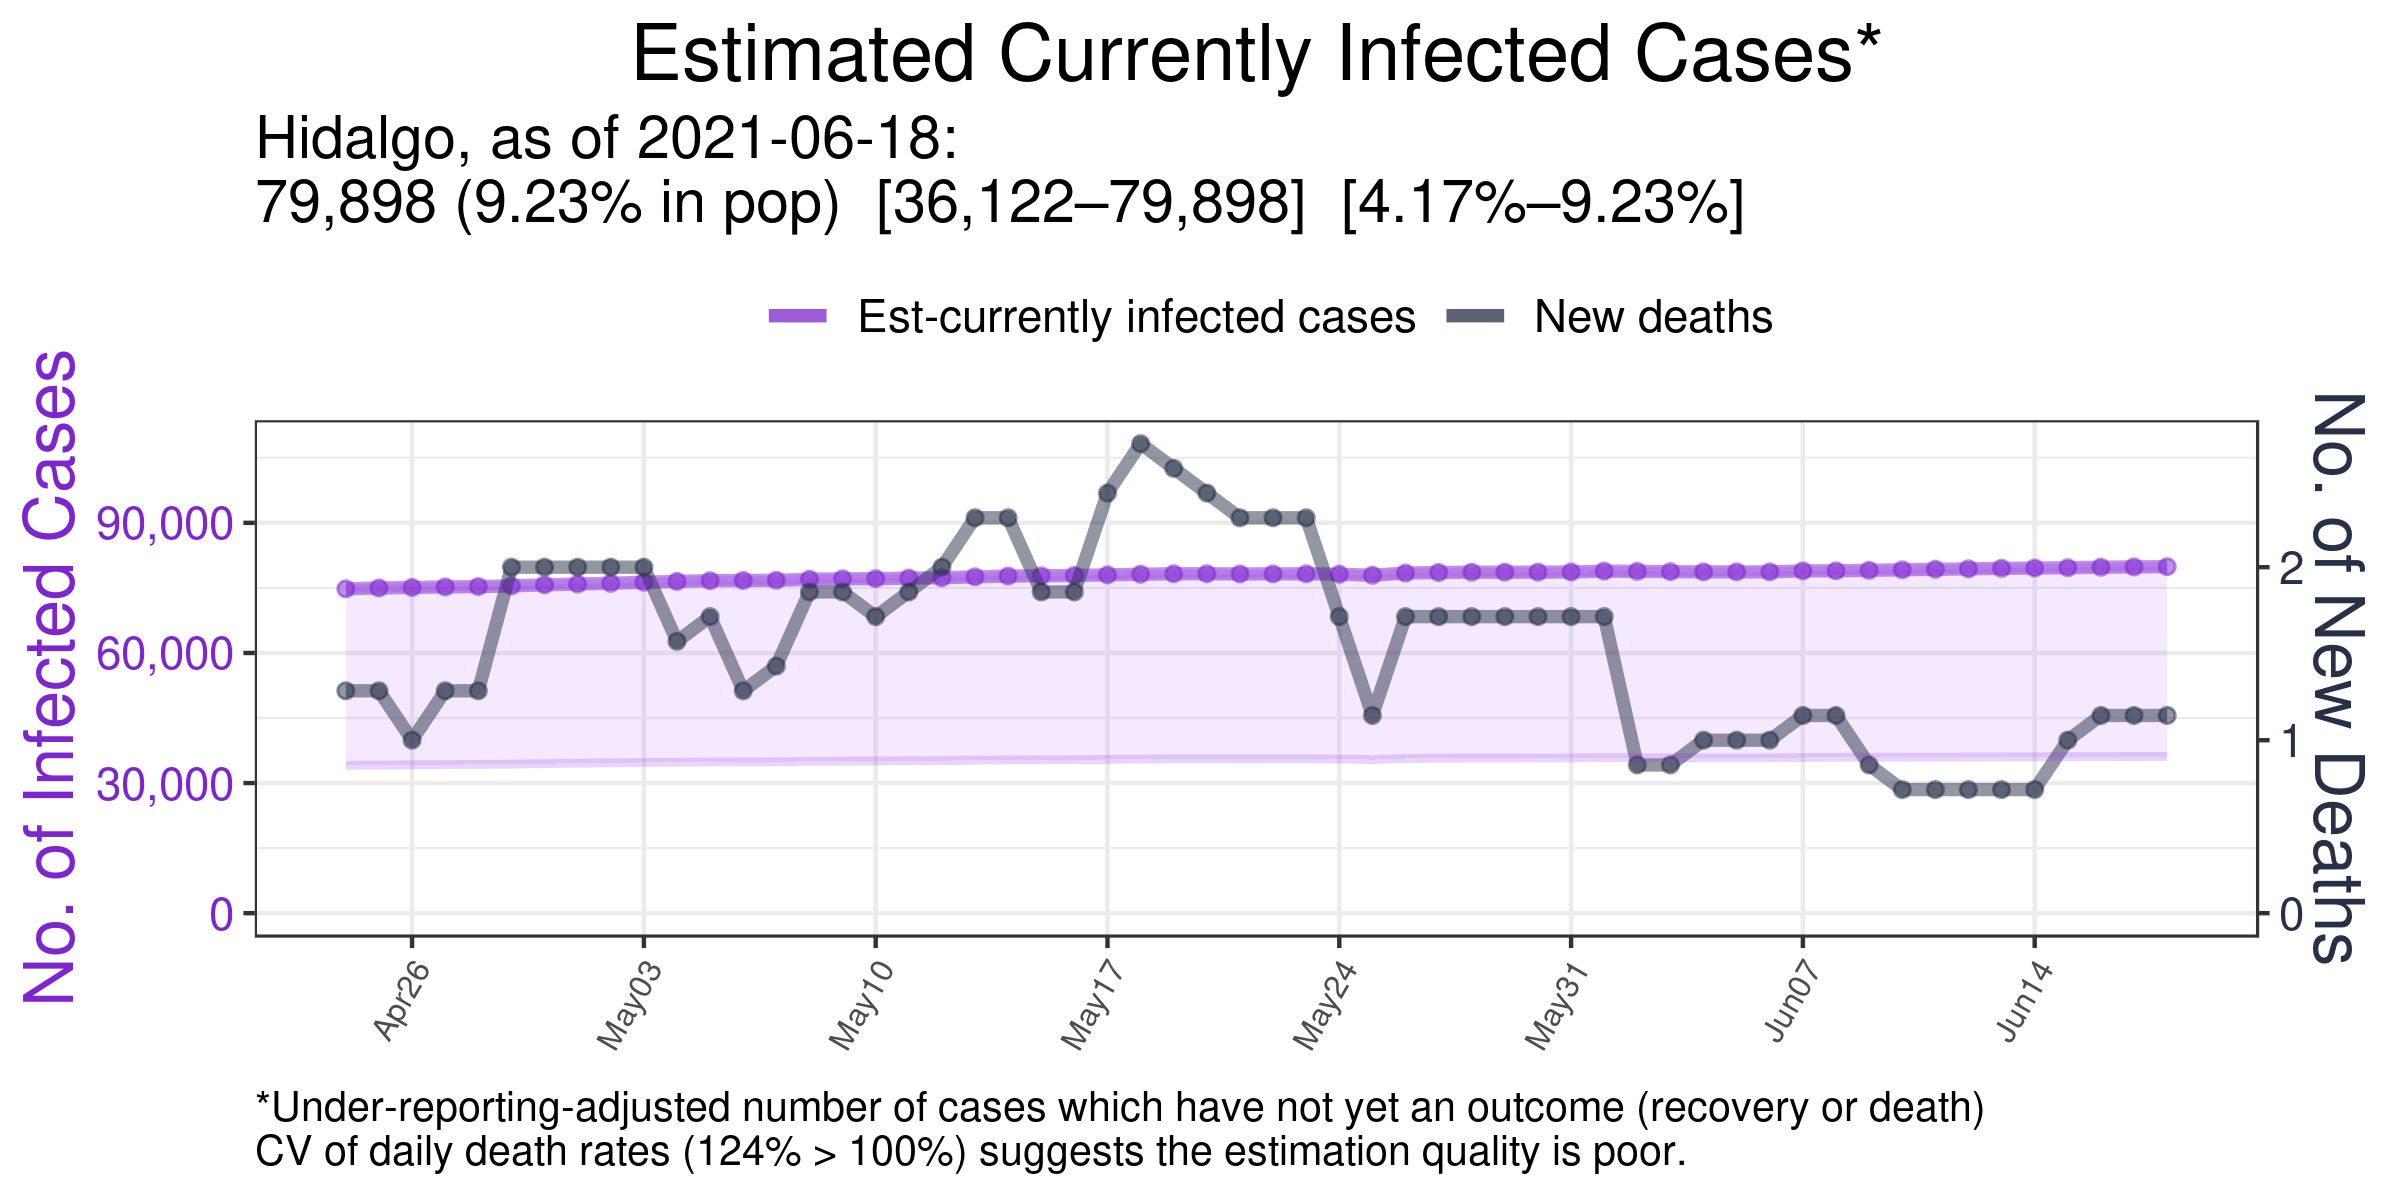 Estimated Currently Infected Cases*
Hidalgo, as of 2021-06-18:
79,898 (9.23% in pop)  [36,122–79,898]  [4.17%–9.23%]
Est-currently infected cases
New deaths
No. of Infected Cases
90,000
60,000
30,000
0
No. of New Deaths
2
1
0
Apr26
May03
May10
May17
May24
May31
Jun07
Jun14
*Under-reporting-adjusted number of cases which have not yet an outcome (recovery or death)
CV of daily death rates (124% > 100%) suggests the estimation quality is poor.